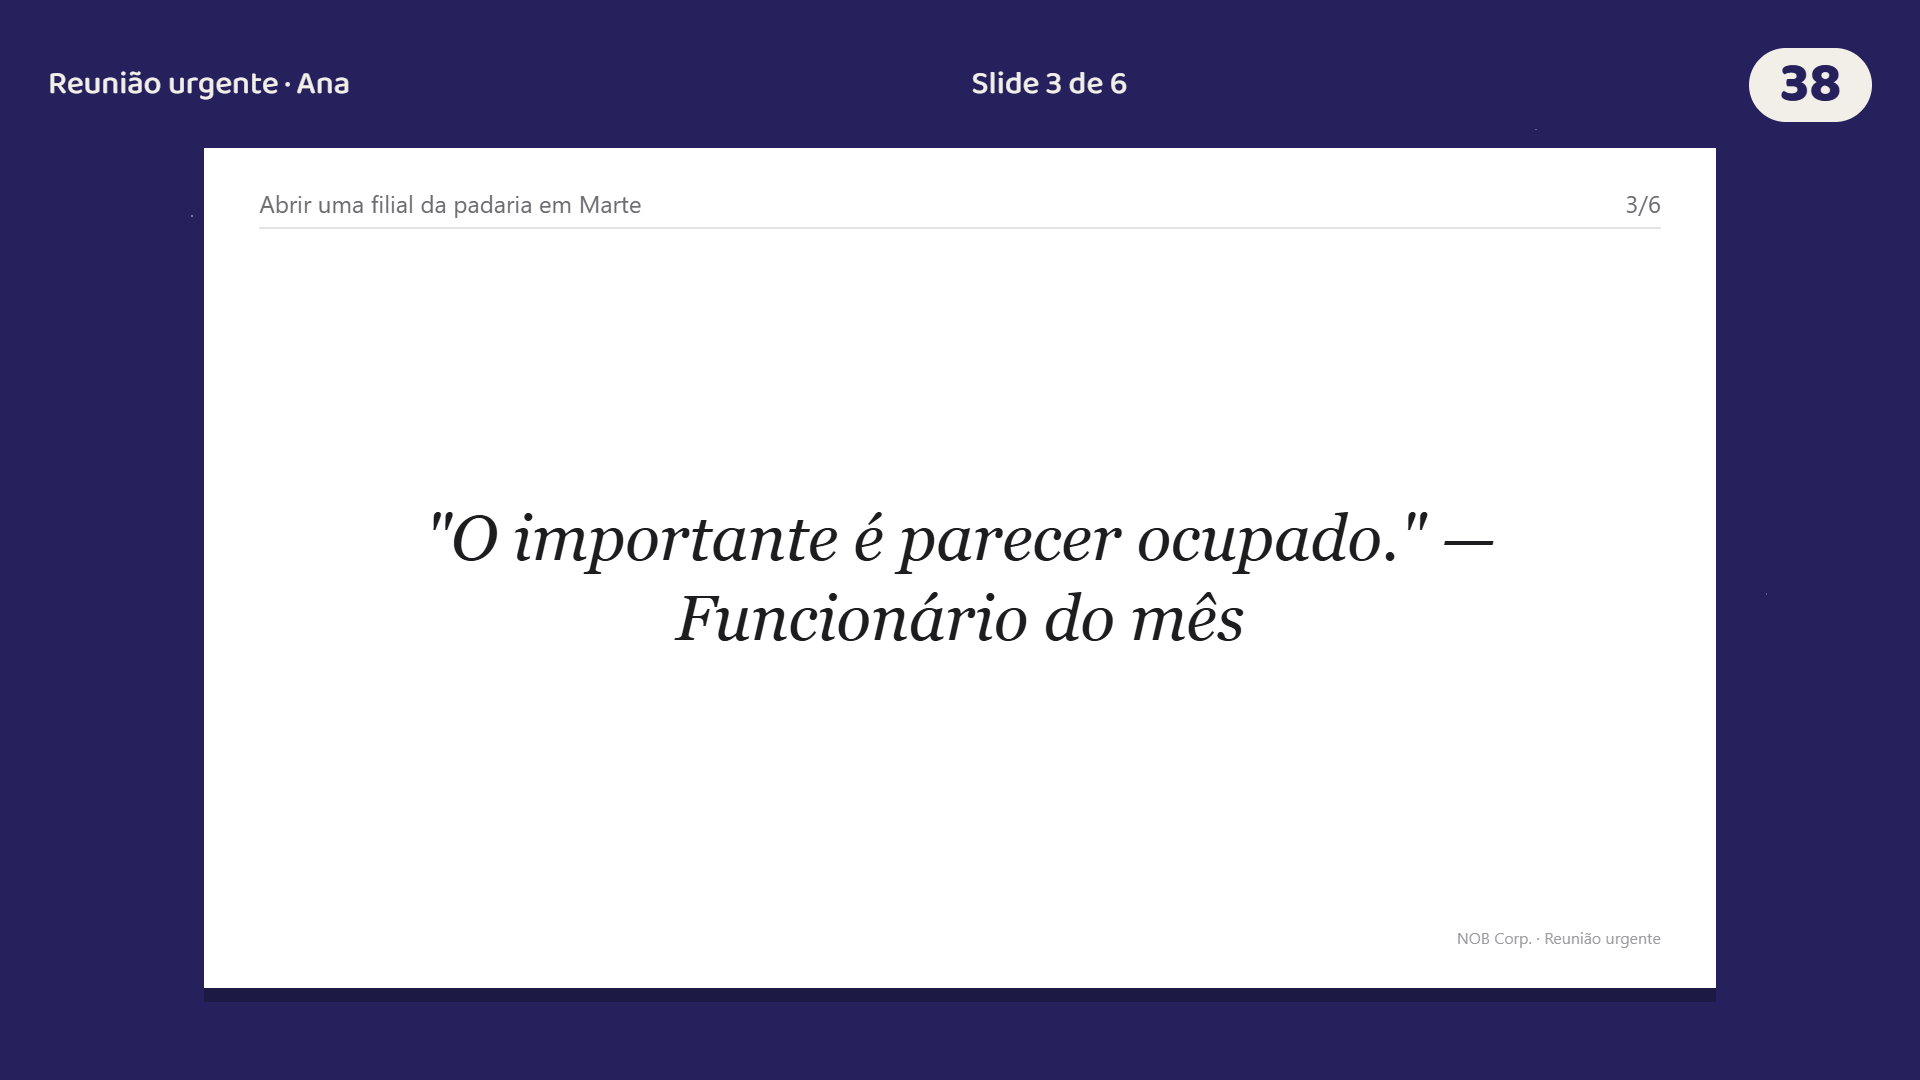 Reunião urgente · Ana
Slide 3 de 6
38
Abrir uma filial da padaria em Marte
3/6
"O importante é parecer ocupado." —
Funcionário do mês
NOB Corp. · Reunião urgente